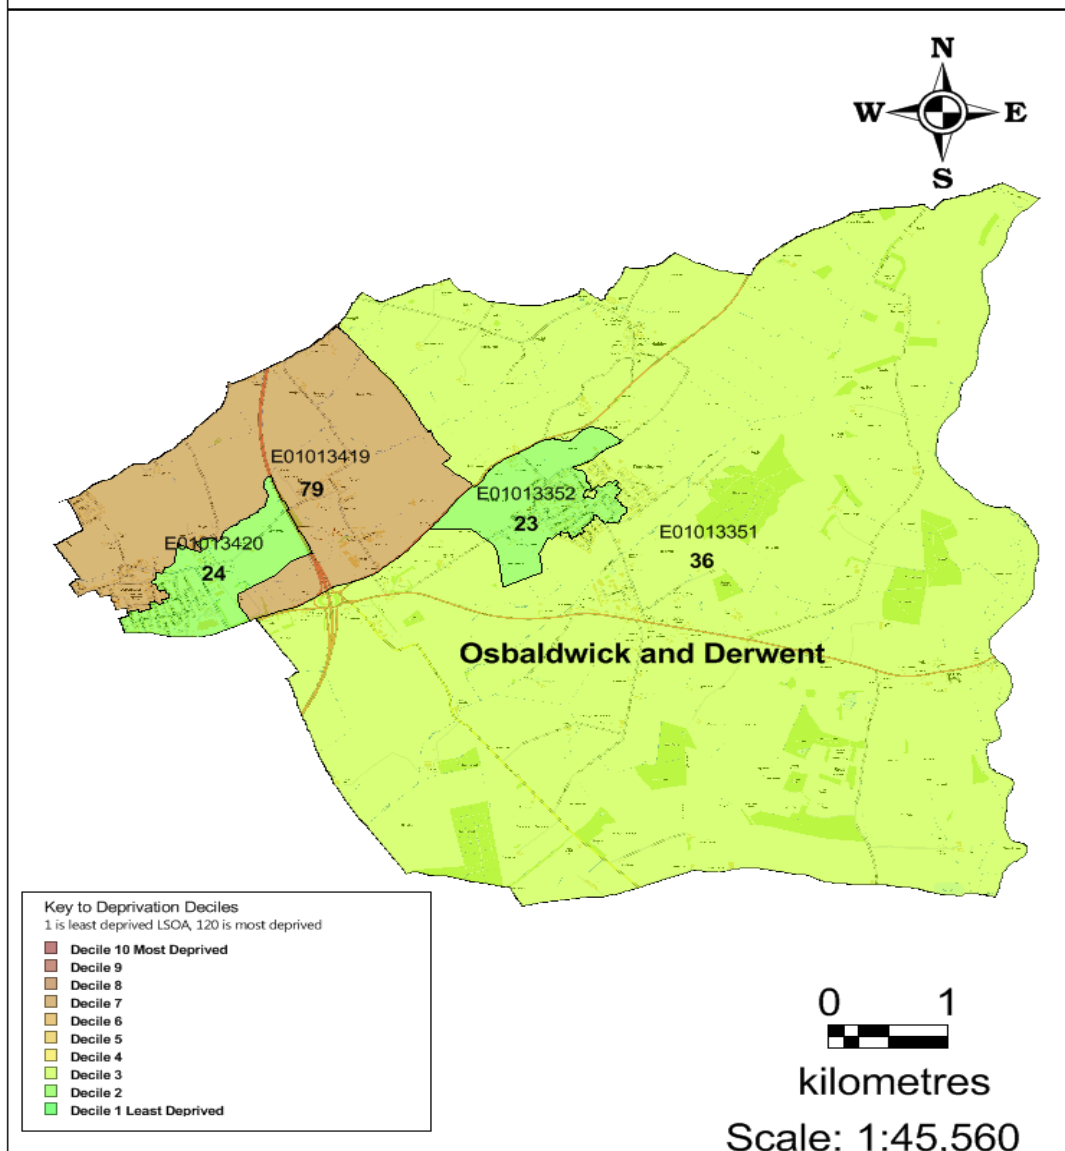 N
W E
S
E01013419
79
E01013352
23
E01013420
24
E01013351
36
Osbaldwick and Derwent
Key to Deprivation Deciles
1 is least deprived LSOA, 120 is most deprived
Decile 10 Most Deprived
Decile 9
Decile 8
Decile 7
Decile 6
Decile 5
Decile 4
Decile 3
Decile 2
Decile 1 Least Deprived
0 1
kilometres
Scale: 1:45,560